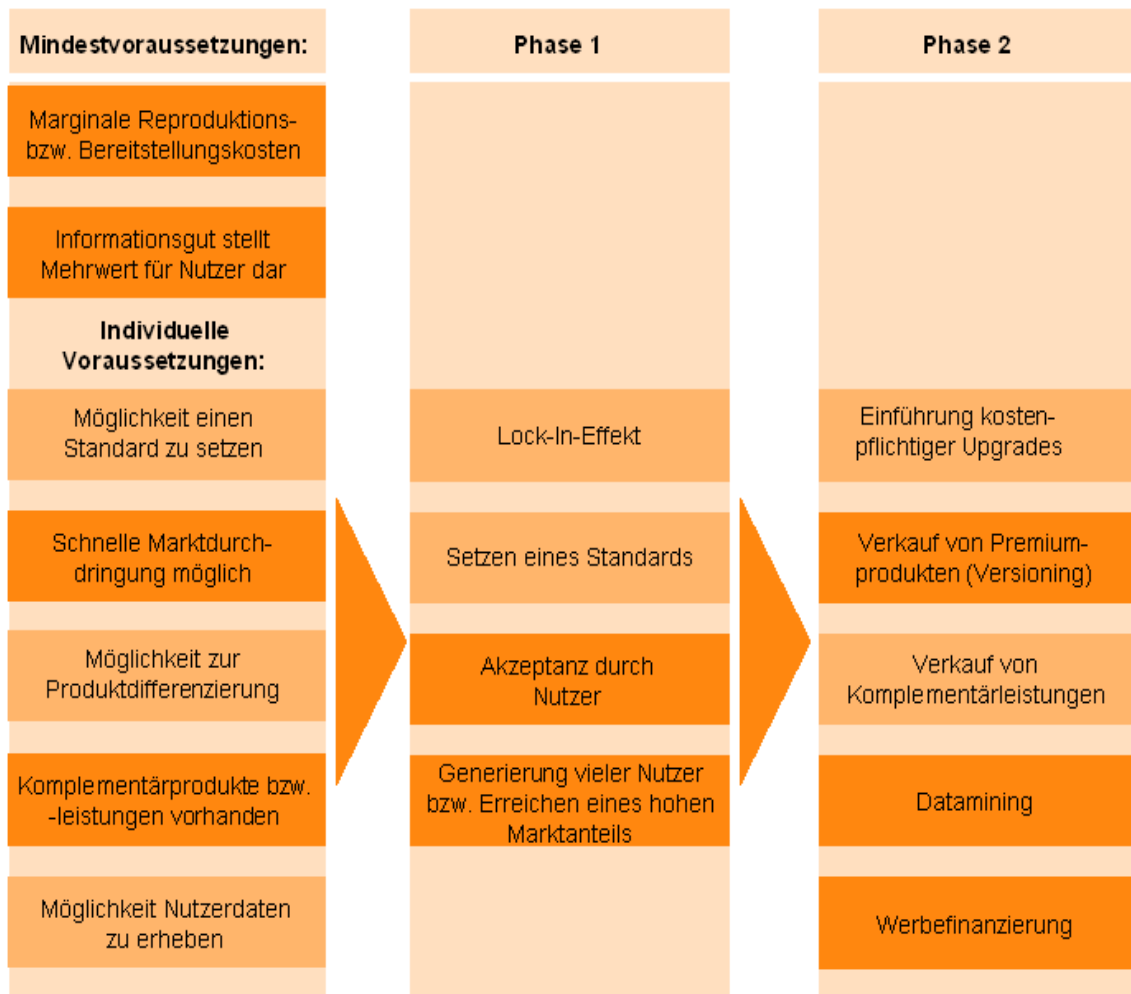 Mindestvoraussetzungen:
Marginale Reproduktions-
bzw. Bereitstellungskosten
Informationsgut stellt
Mehrwert für Nutzer dar
Individuelle
Voraussetzungen:
Möglichkeit einen
Standard zu setzen
Schnelle Marktdurch-
dringung möglich
Möglichkeit zur
Produktdifferenzierung
Komplementärprodukte bzw.
-leistungen vorhanden
Möglichkeit Nutzerdaten
zu erheben
Phase 1
Lock-In-Effekt
Setzen eines Standards
Akzeptanz durch
Nutzer
Generierung vieler Nutzer
bzw. Erreichen eines hohen
Marktanteils
Phase 2
Einführung kosten-
pflichtiger Upgrades
Verkauf von Premium-
produkten (Versioning)
Verkauf von
Komplementärleistungen
Datamining
Werbefinanzierung